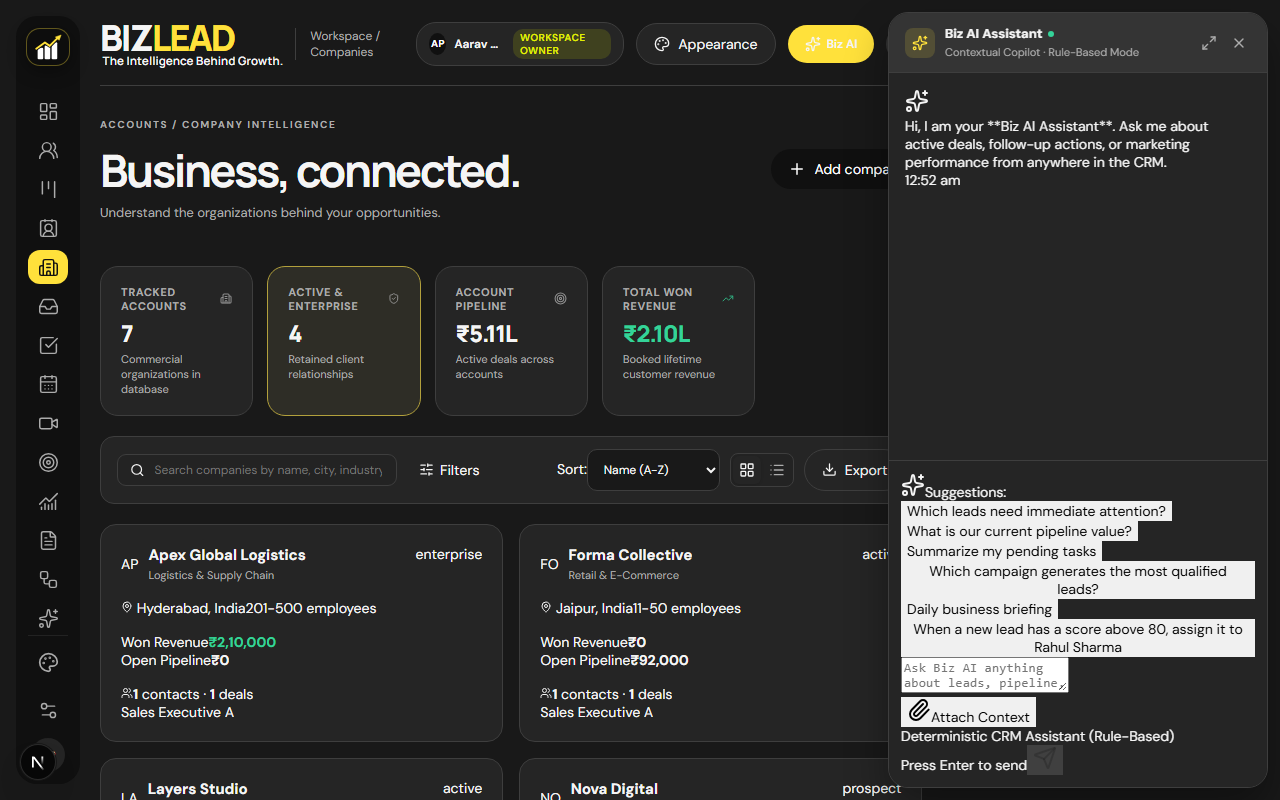 BIZLEAD
The Intelligence Behind Growth.
Workspace /
Companies
AP Aarav ... WORKSPACE OWNER
Appearance
Biz AI
ACCOUNTS / COMPANY INTELLIGENCE
Business, connected.
Understand the organizations behind your opportunities.
+ Add compa
TRACKED ACCOUNTS
7
Commercial
organizations in
database
ACTIVE & ENTERPRISE
4
Retained client
relationships
ACCOUNT PIPELINE
₹5.11L
Active deals across
accounts
TOTAL WON REVENUE
₹2.10L
Booked lifetime
customer revenue
Search companies by name, city, industry
Filters
Sort: Name (A-Z)
Export
AP Apex Global Logistics enterprise
Logistics & Supply Chain
Hyderabad, India201-500 employees
Won Revenue₹2,10,000
Open Pipeline₹0
1 contacts · 1 deals
Sales Executive A
FO Forma Collective
Retail & E-Commerce
Jaipur, India11-50 employees
Won Revenue₹0
Open Pipeline₹92,000
1 contacts · 1 deals
Sales Executive A
LA Layers Studio active
NO Nova Digital prospect
N
Biz AI Assistant
Contextual Copilot · Rule-Based Mode
Hi, I am your **Biz AI Assistant**. Ask me about
active deals, follow-up actions, or marketing
performance from anywhere in the CRM.
12:52 am
Suggestions:
Which leads need immediate attention?
What is our current pipeline value?
Summarize my pending tasks
Which campaign generates the most qualified
leads?
Daily business briefing
When a new lead has a score above 80, assign it to
Rahul Sharma
Ask Biz AI anything
about leads, pipeline,
Attach Context
Deterministic CRM Assistant (Rule-Based)
Press Enter to send